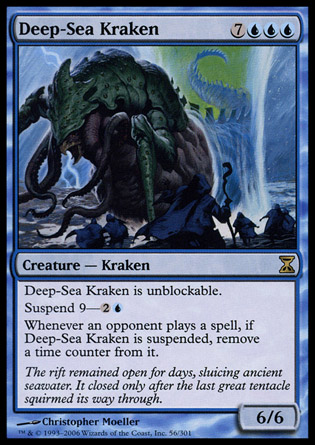 Deep-Sea Kraken 7
Creature — Kraken
Deep-Sea Kraken is unblockable.
Suspend 9—2
Whenever an opponent plays a spell, if
Deep-Sea Kraken is suspended, remove
a time counter from it.
The rift remained open for days, sluicing ancient
seawater. It closed only after the last great tentacle
squirmed its way through.
Christopher Moeller
™ & © 1993–2006 Wizards of the Coast, Inc. 56/301
6/6